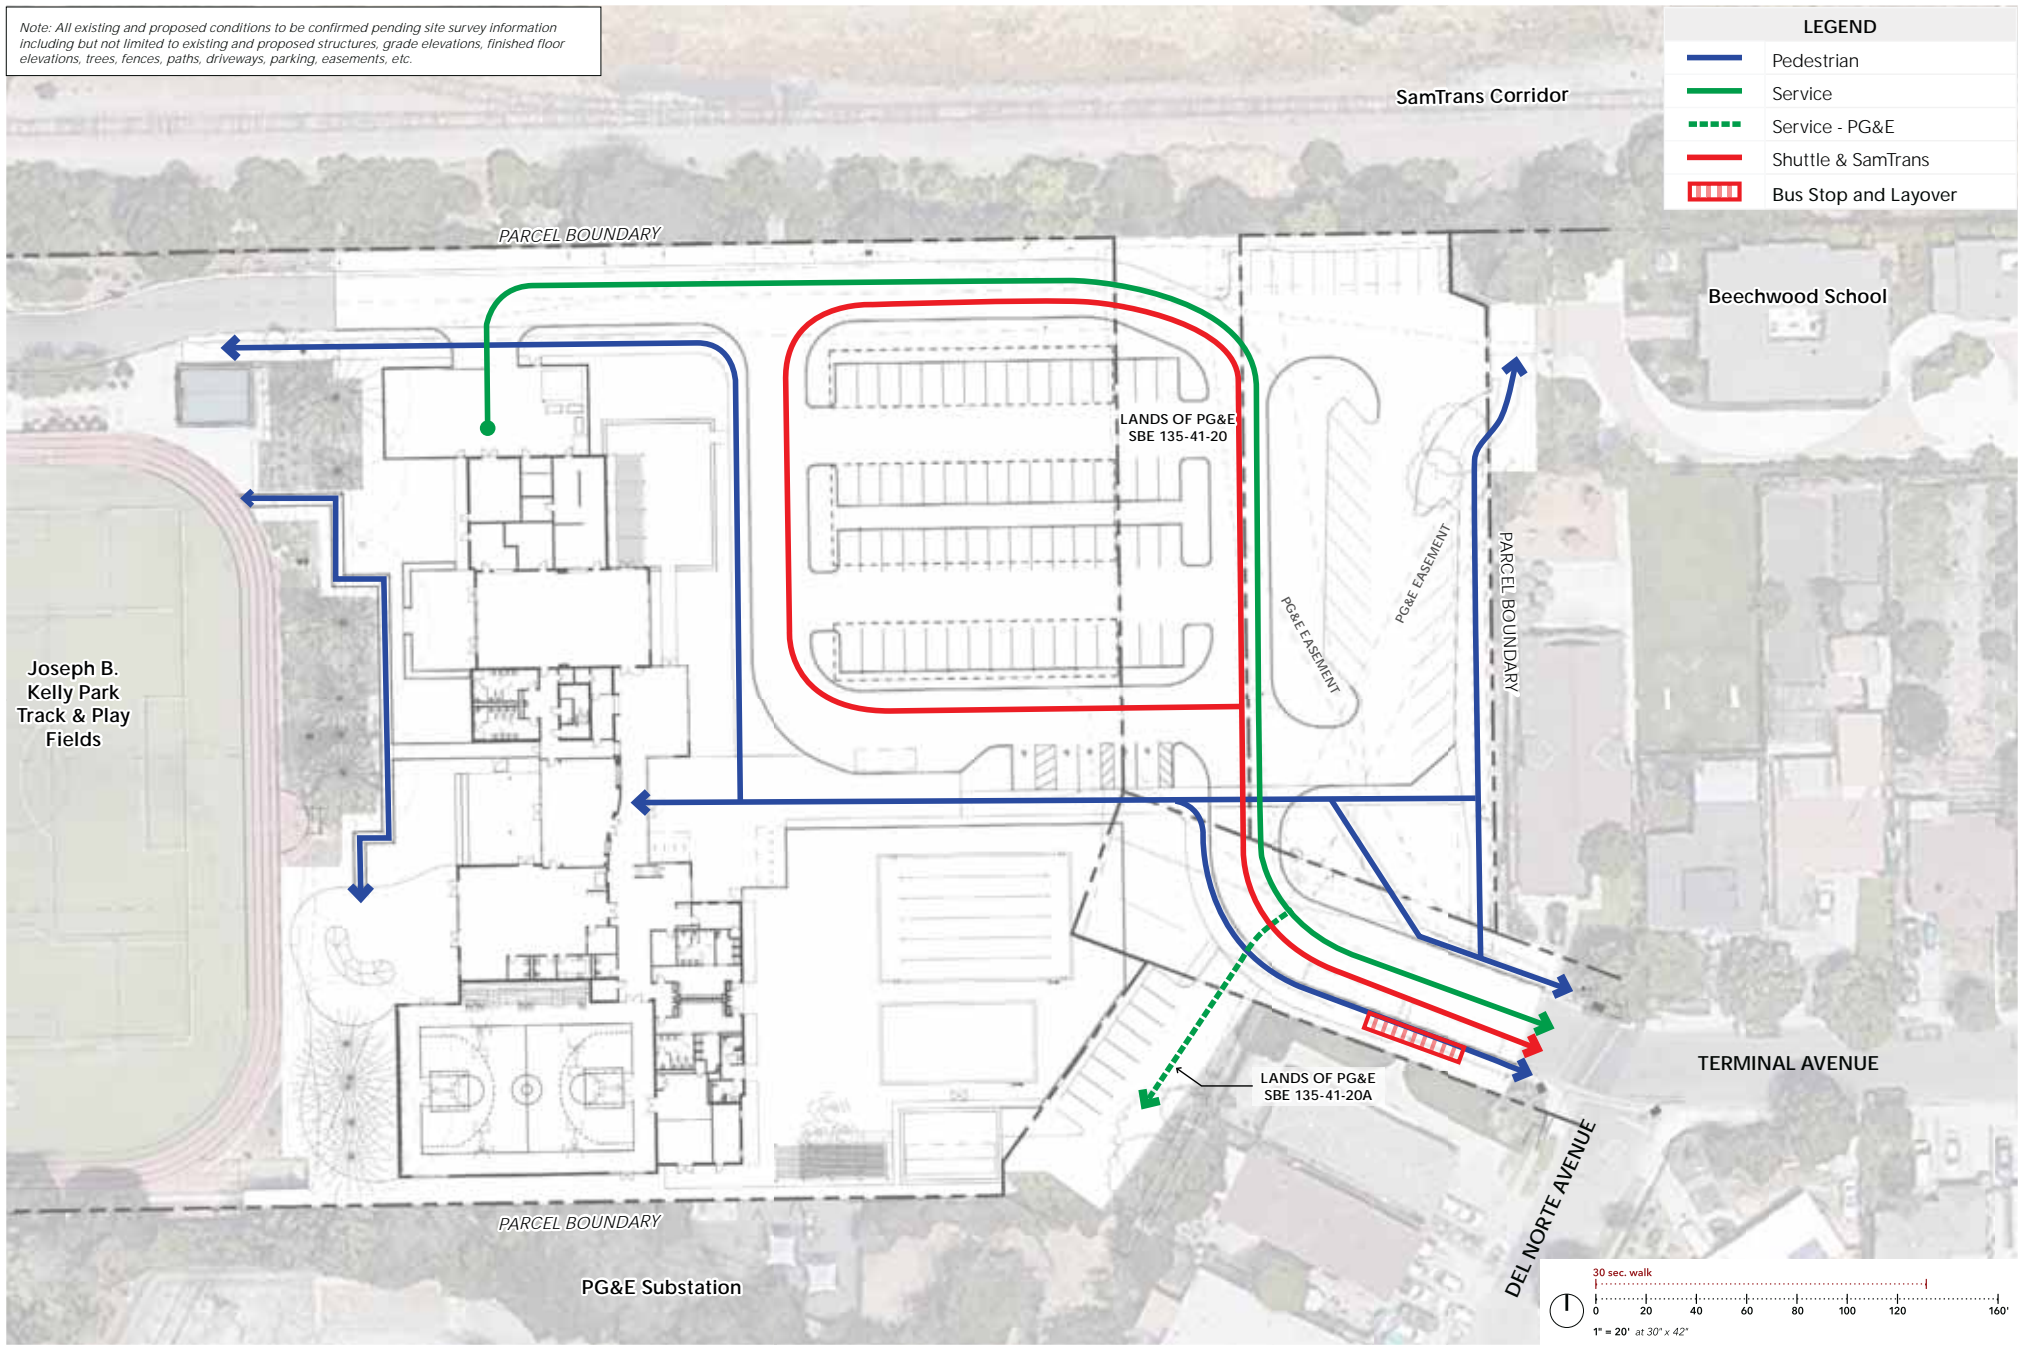 Note: All existing and proposed conditions to be confirmed pending site survey information
including but not limited to existing and proposed structures, grade elevations, finished floor
elevations, trees, fences, paths, driveways, parking, easements, etc.
LEGEND
Pedestrian
Service
Service - PG&E
Shuttle & SamTrans
Bus Stop and Layover
SamTrans Corridor
PARCEL BOUNDARY
Beechwood School
LANDS OF PG&E
SBE 135-41-20
PG&E EASEMENT
PG&E EASEMENT
PARCEL BOUNDARY
Joseph B.
Kelly Park
Track & Play
Fields
TERMINAL AVENUE
LANDS OF PG&E
SBE 135-41-20A
DEL NORTE AVENUE
PARCEL BOUNDARY
PG&E Substation
30 sec. walk
0 20 40 60 80 100 120 160'
1" = 20' at 30" x 42"